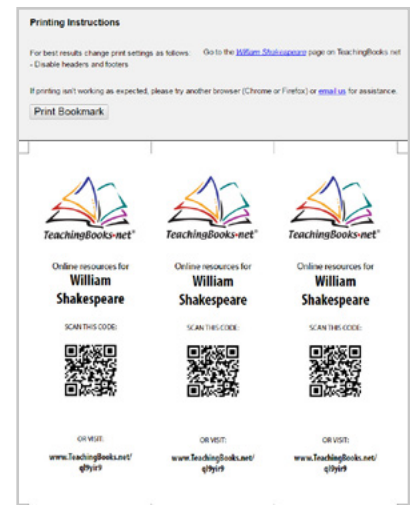 Printing Instructions
For best results change print settings as follows: Go to the William Shakespeare page on TeachingBooks.net
- Disable headers and footers
If printing isn't working as expected, please try another browser (Chrome or Firefox) or email us for assistance.
Print Bookmark
TeachingBooks.net® TeachingBooks.net® TeachingBooks.net®
Online resources for Online resources for Online resources for
William William William
Shakespeare Shakespeare Shakespeare
SCAN THIS CODE: SCAN THIS CODE: SCAN THIS CODE:
OR VISIT: OR VISIT: OR VISIT:
www.TeachingBooks.net/ www.TeachingBooks.net/ www.TeachingBooks.net/
ql9yir9 ql9yir9 ql9yir9